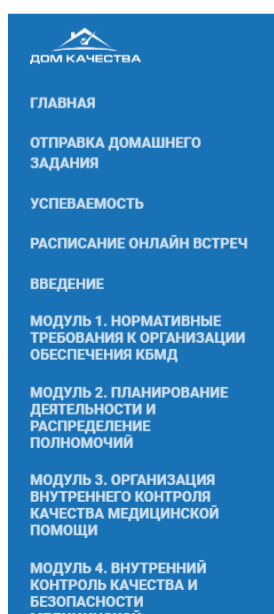 ДОМ КАЧЕСТВА
ГЛАВНАЯ
ОТПРАВКА ДОМАШНЕГО
ЗАДАНИЯ
УСПЕВАЕМОСТЬ
РАСПИСАНИЕ ОНЛАЙН ВСТРЕЧ
ВВЕДЕНИЕ
МОДУЛЬ 1. НОРМАТИВНЫЕ
ТРЕБОВАНИЯ К ОРГАНИЗАЦИИ
ОБЕСПЕЧЕНИЯ КБМД
МОДУЛЬ 2. ПЛАНИРОВАНИЕ
ДЕЯТЕЛЬНОСТИ И
РАСПРЕДЕЛЕНИЕ
ПОЛНОМОЧИЙ
МОДУЛЬ 3. ОРГАНИЗАЦИЯ
ВНУТРЕННЕГО КОНТРОЛЯ
КАЧЕСТВА МЕДИЦИНСКОЙ
ПОМОЩИ
МОДУЛЬ 4. ВНУТРЕННИЙ
КОНТРОЛЬ КАЧЕСТВА И
БЕЗОПАСНОСТИ